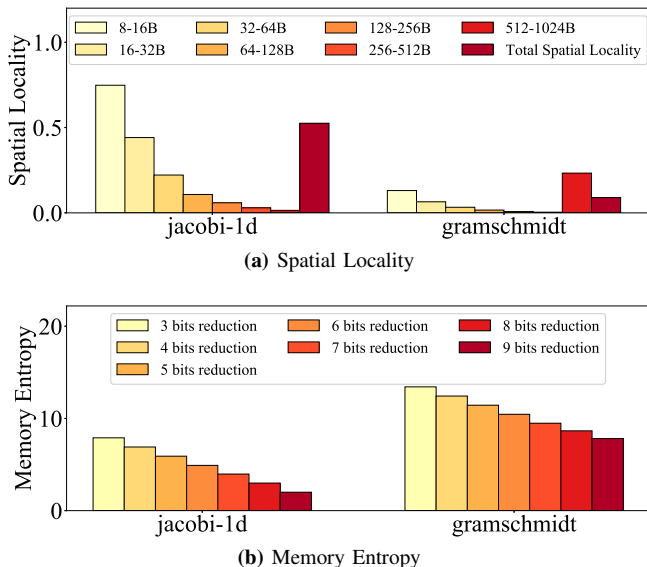 8-16B 32-64B 128-256B 512-1024B
16-32B 64-128B 256-512B Total Spatial Locality
Spatial Locality
1.0
0.5
0.0
jacobi-1d gramschmidt
(a) Spatial Locality
3 bits reduction 6 bits reduction 8 bits reduction
4 bits reduction 7 bits reduction 9 bits reduction
5 bits reduction
Memory Entropy
20
10
0
jacobi-1d gramschmidt
(b) Memory Entropy